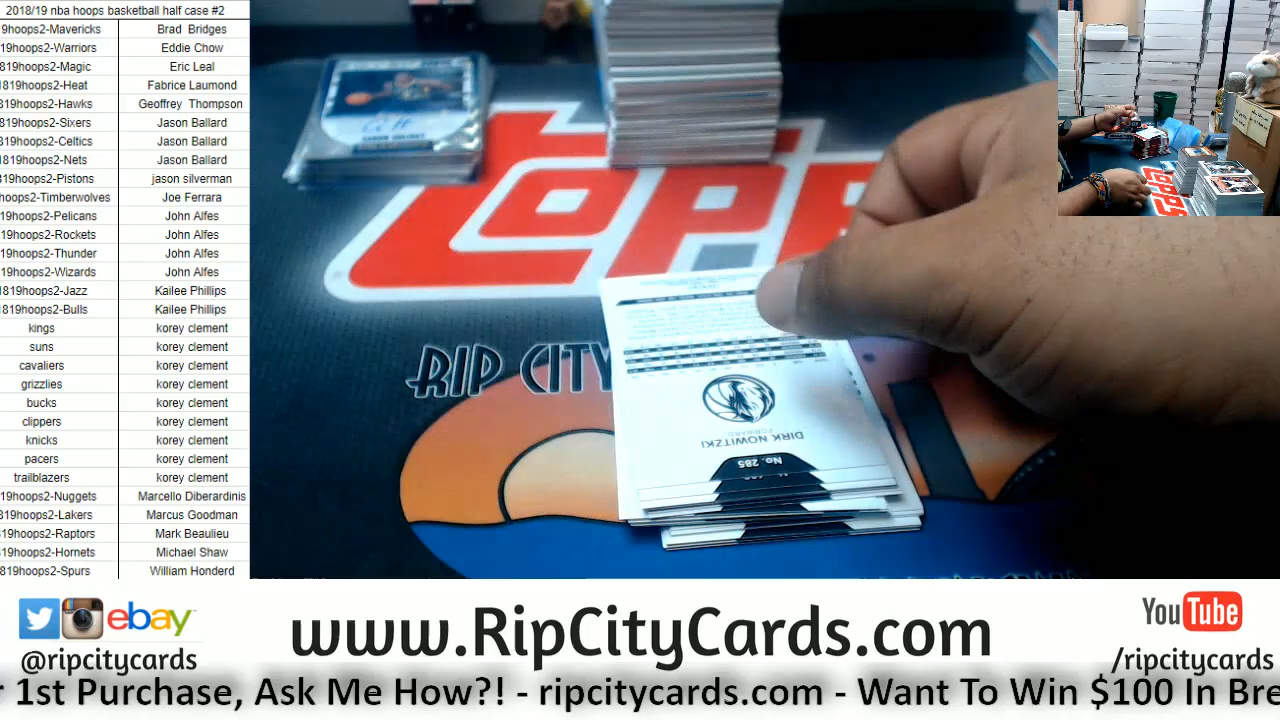 2018/19 nba hoops basketball half case #2
9hoops2-Mavericks Brad Bridges
19hoops2-Warriors Eddie Chow
819hoops2-Magic Eric Leal
1819hoops2-Heat Fabrice Laumond
819hoops2-Hawks Geoffrey Thompson
819hoops2-Sixers Jason Ballard
819hoops2-Celtics Jason Ballard
1819hoops2-Nets Jason Ballard
819hoops2-Pistons jason silverman
hoops2-Timberwolves Joe Ferrara
19hoops2-Pelicans John Alfes
19hoops2-Rockets John Alfes
19hoops2-Thunder John Alfes
19hoops2-Wizards John Alfes
1819hoops2-Jazz Kailee Phillips
1819hoops2-Bulls Kailee Phillips
kings korey clement
suns korey clement
cavaliers korey clement
grizzlies korey clement
bucks korey clement
clippers korey clement
knicks korey clement
pacers korey clement
trailblazers korey clement
19hoops2-Nuggets Marcello Diberardinis
19hoops2-Lakers Marcus Goodman
819hoops2-Raptors Mark Beaulieu
19hoops2-Hornets Michael Shaw
819hoops2-Spurs William Honderd
Topps
RIP CITY
DIRK NOWITZKI
FORWARD
No. 285
ebay
@ripcitycards
www.RipCityCards.com
YouTube
/ripcitycards
r 1st Purchase, Ask Me How?! - ripcitycards.com - Want To Win $100 In Bre